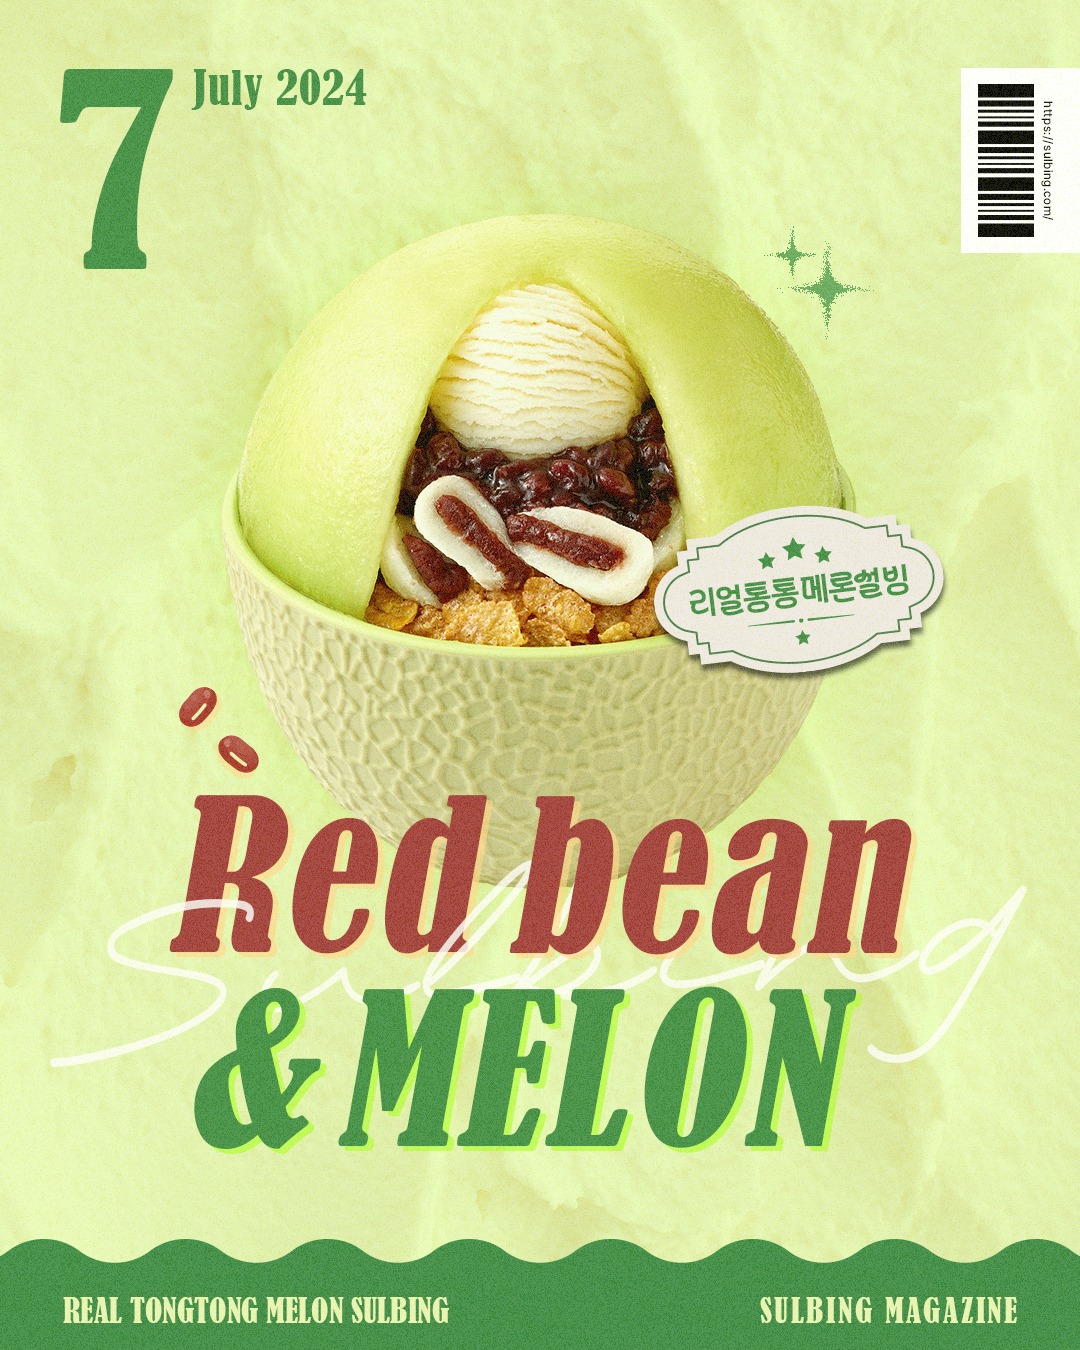 7
July 2024
https://sulbing.com/
리얼통통메론썰빙
Red bean
Sulbing
& MELON
REAL TONGTONG MELON SULBING
SULBING MAGAZINE